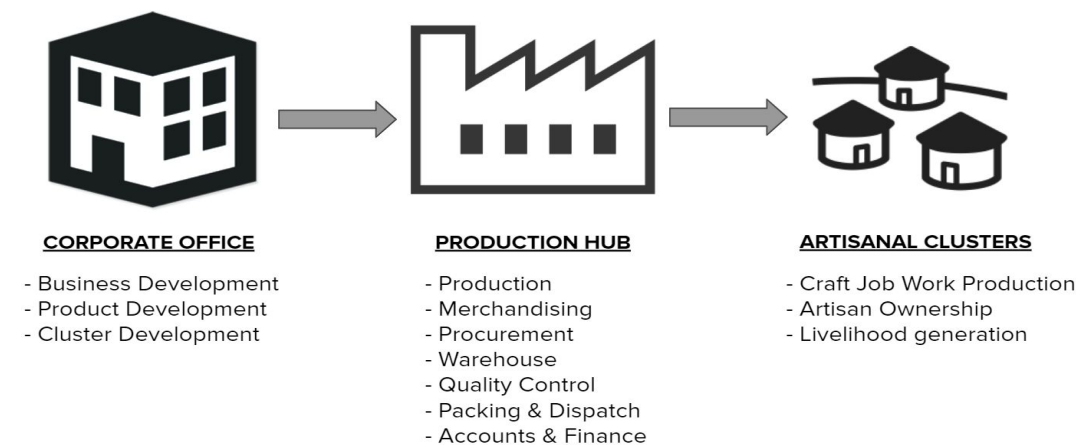 CORPORATE OFFICE
- Business Development
- Product Development
- Cluster Development
PRODUCTION HUB
- Production
- Merchandising
- Procurement
- Warehouse
- Quality Control
- Packing & Dispatch
- Accounts & Finance
ARTISANAL CLUSTERS
- Craft Job Work Production
- Artisan Ownership
- Livelihood generation